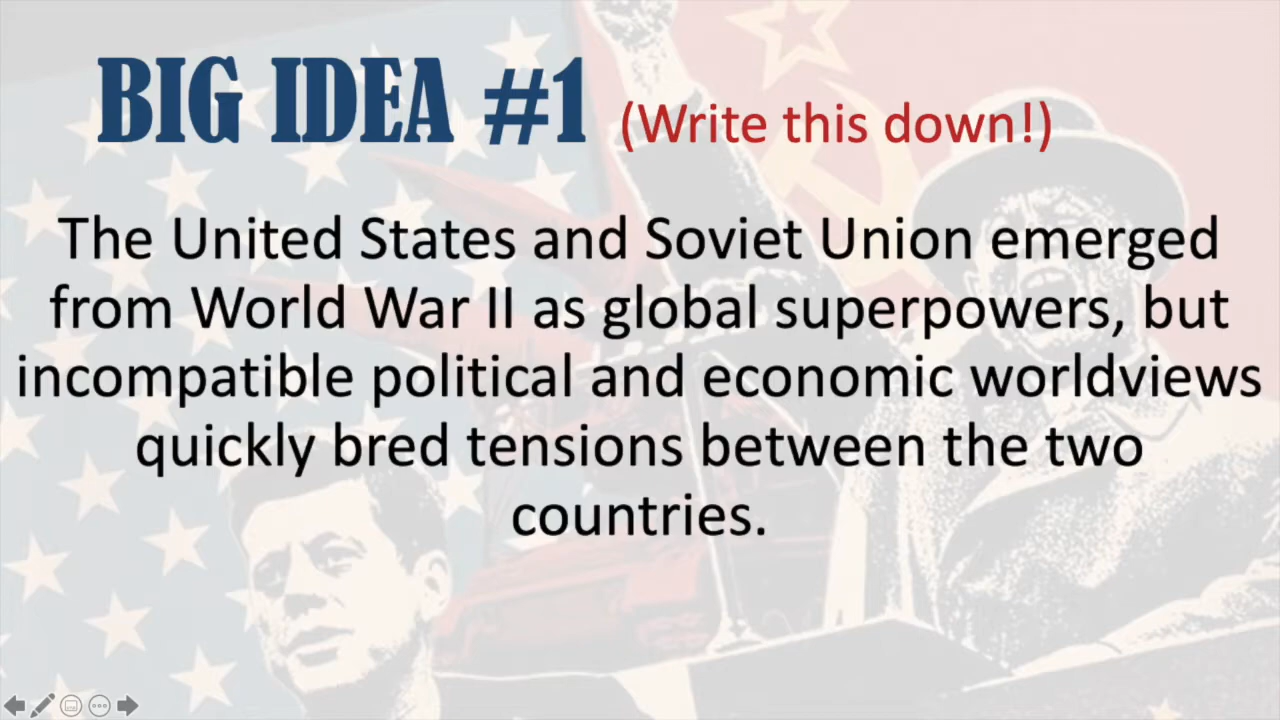 BIG IDEA #1 (Write this down!)
The United States and Soviet Union emerged
from World War II as global superpowers, but
incompatible political and economic worldviews
quickly bred tensions between the two
countries.